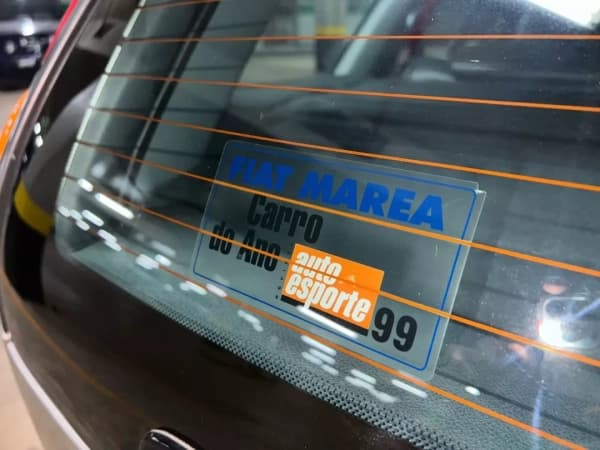 FIAT MAREA
Carro
do Ano
auto
esporte
99